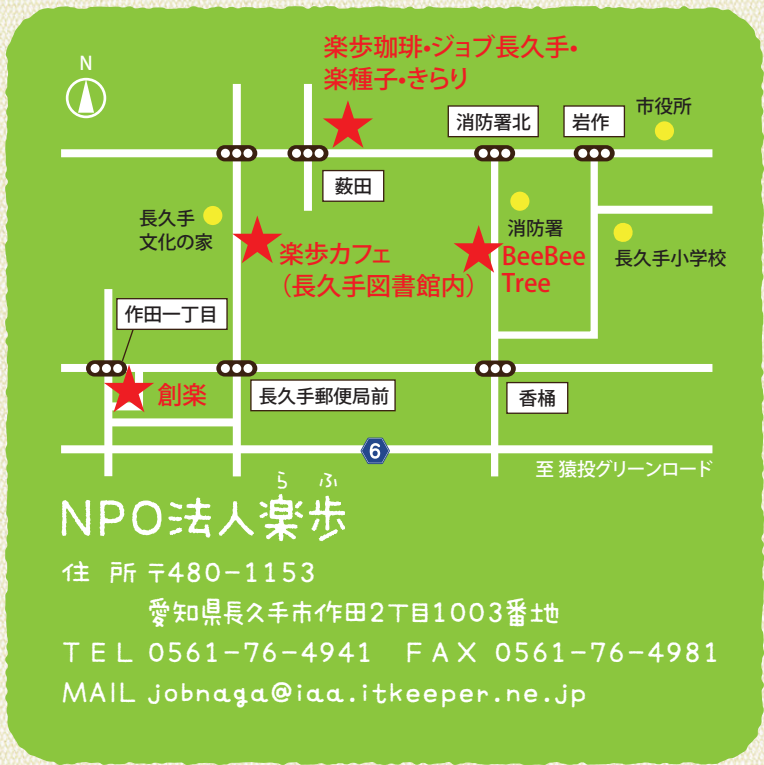 N
楽歩珈琲・ジョブ長久手・
楽種子・きらり
消防署北
岩作
市役所
薮田
長久手
文化の家
消防署
楽歩カフェ
（長久手図書館内）
BeeBee
Tree
長久手小学校
作田一丁目
創楽
長久手郵便局前
香桶
6
至 猿投グリーンロード
らふ
NPO法人楽歩
住 所 〒480-1153
愛知県長久手市作田2丁目1003番地
TEL 0561-76-4941 FAX 0561-76-4981
MAIL jobnaga@iaa.itkeeper.ne.jp